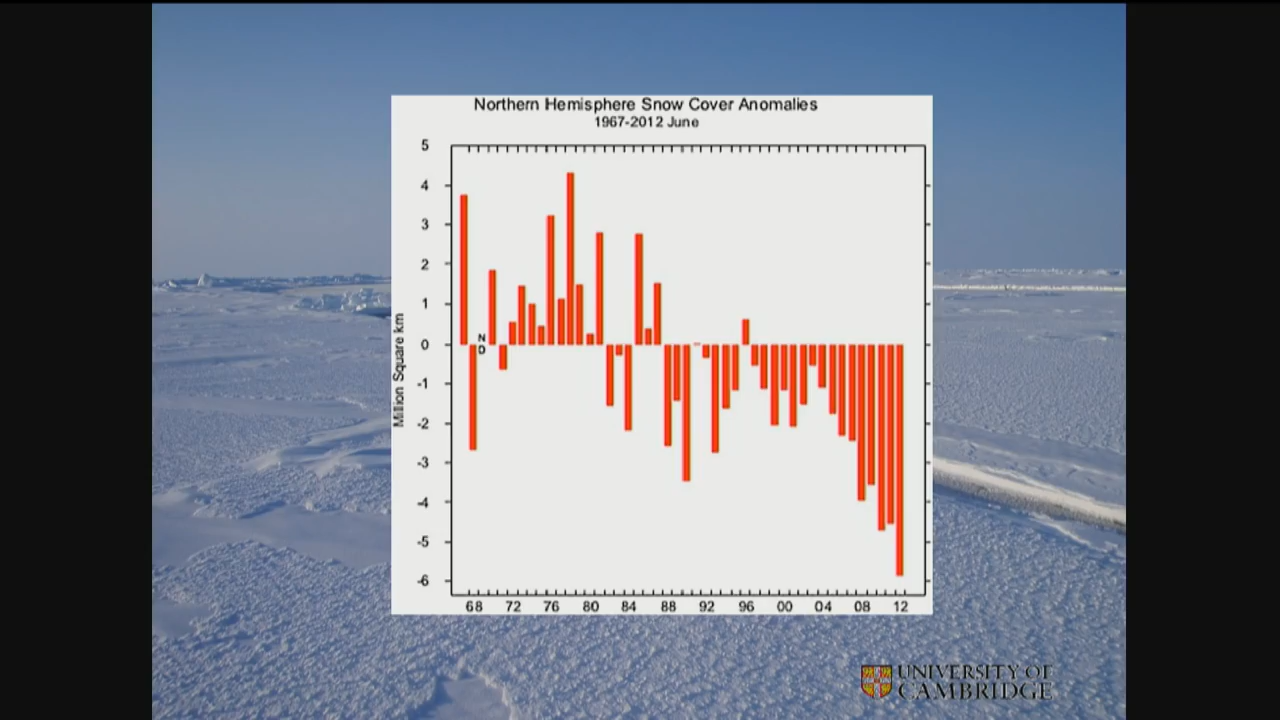 Northern Hemisphere Snow Cover Anomalies
1967-2012 June
5
4
3
2
1
0
-1
-2
-3
-4
-5
-6
Million Square km
N
D
68 72 76 80 84 88 92 96 00 04 08 12
UNIVERSITY OF
CAMBRIDGE